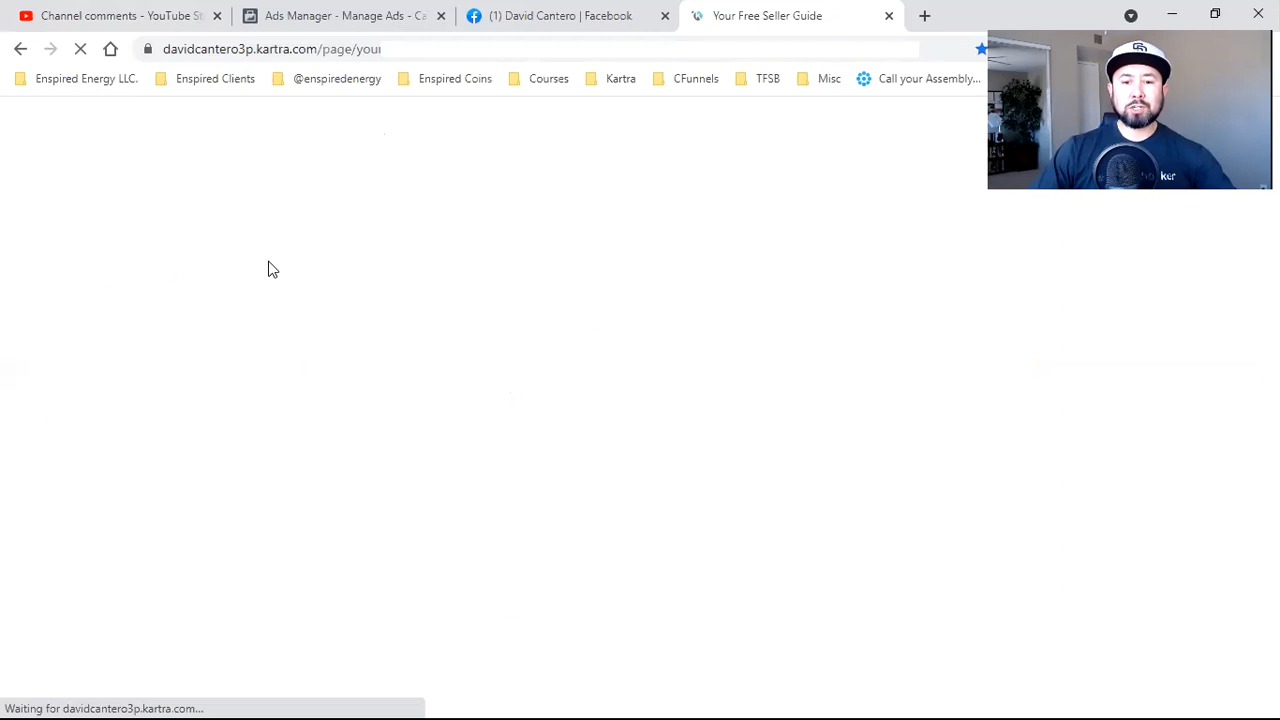 Channel comments - YouTube St
Ads Manager - Manage Ads - Ca
(1) David Cantero | Facebook
Your Free Seller Guide
davidcantero3p.kartra.com/page/your
Enspired Energy LLC.
Enspired Clients
@enspiredenergy
Enspired Coins
Courses
Kartra
CFunnels
TFSB
Misc
Call your Assembly...
Waiting for davidcantero3p.kartra.com...